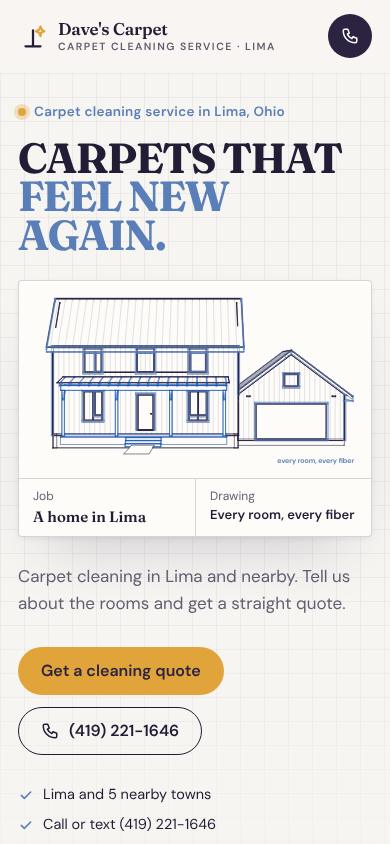 Dave's Carpet
CARPET CLEANING SERVICE · LIMA
Carpet cleaning service in Lima, Ohio
CARPETS THAT
FEEL NEW
AGAIN.
every room, every fiber
Job
A home in Lima
Drawing
Every room, every fiber
Carpet cleaning in Lima and nearby. Tell us
about the rooms and get a straight quote.
Get a cleaning quote
(419) 221-1646
Lima and 5 nearby towns
Call or text (419) 221-1646